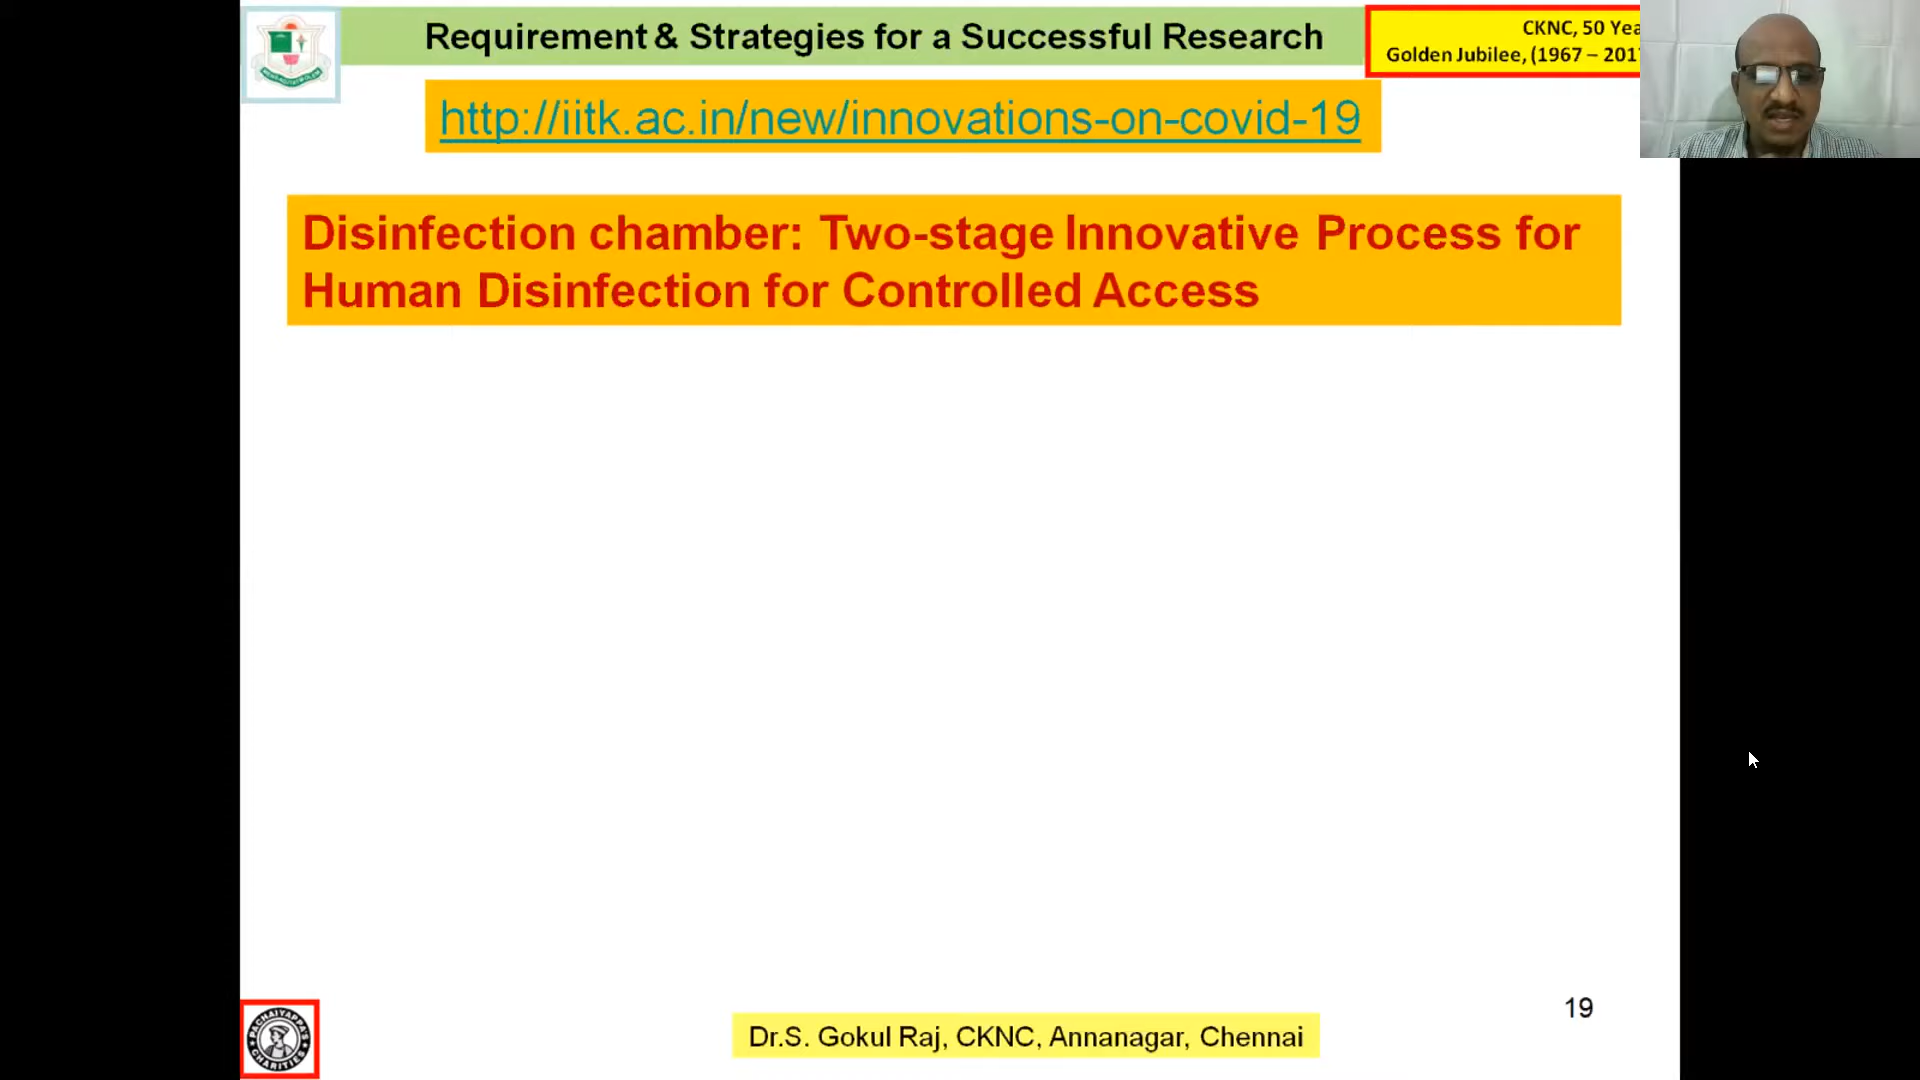 Requirement & Strategies for a Successful Research
CKNC, 50 Yea
Golden Jubilee, (1967 – 201
http://iitk.ac.in/new/innovations-on-covid-19
Disinfection chamber: Two-stage Innovative Process for
Human Disinfection for Controlled Access
19
PACHAIYAPPA'S
CHARITIES
Dr.S. Gokul Raj, CKNC, Annanagar, Chennai